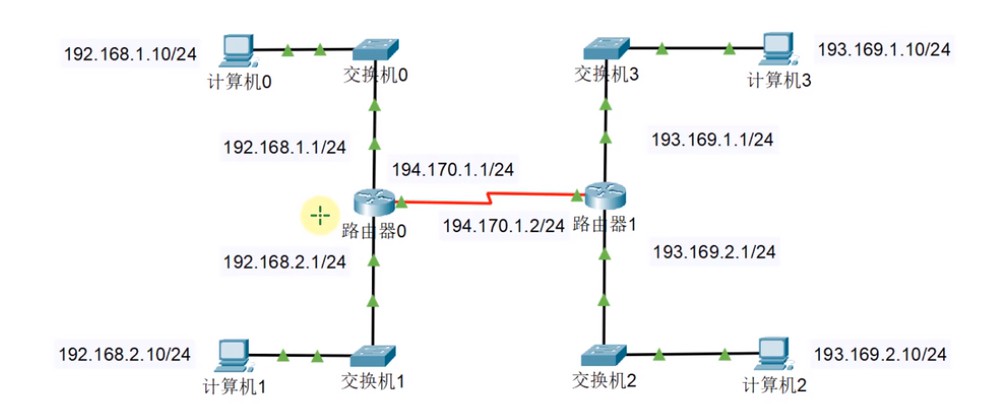 192.168.1.10/24
计算机0
交换机0
交换机3
计算机3
193.169.1.10/24
192.168.1.1/24
193.169.1.1/24
194.170.1.1/24
路由器0
194.170.1.2/24
路由器1
192.168.2.1/24
193.169.2.1/24
192.168.2.10/24
计算机1
交换机1
交换机2
计算机2
193.169.2.10/24